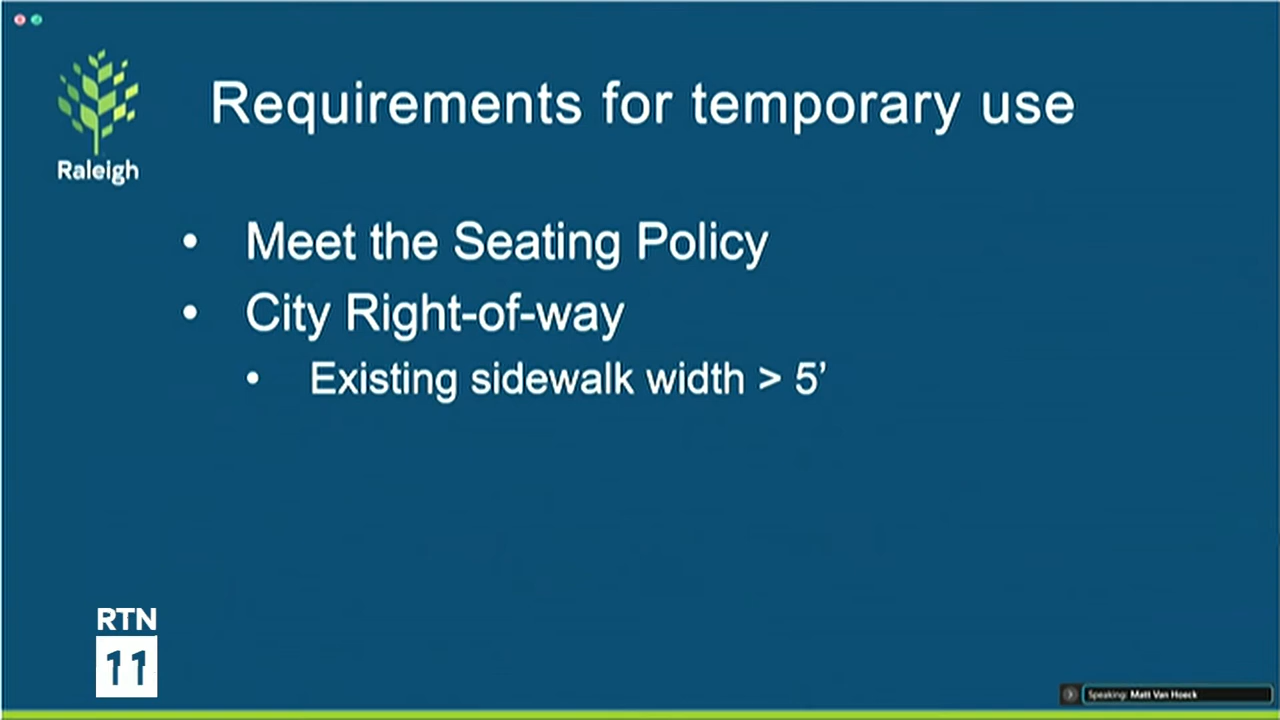 Requirements for temporary use
Raleigh
• Meet the Seating Policy
• City Right-of-way
• Existing sidewalk width > 5’
RTN
11
Speaking: Matt Van Hoeck